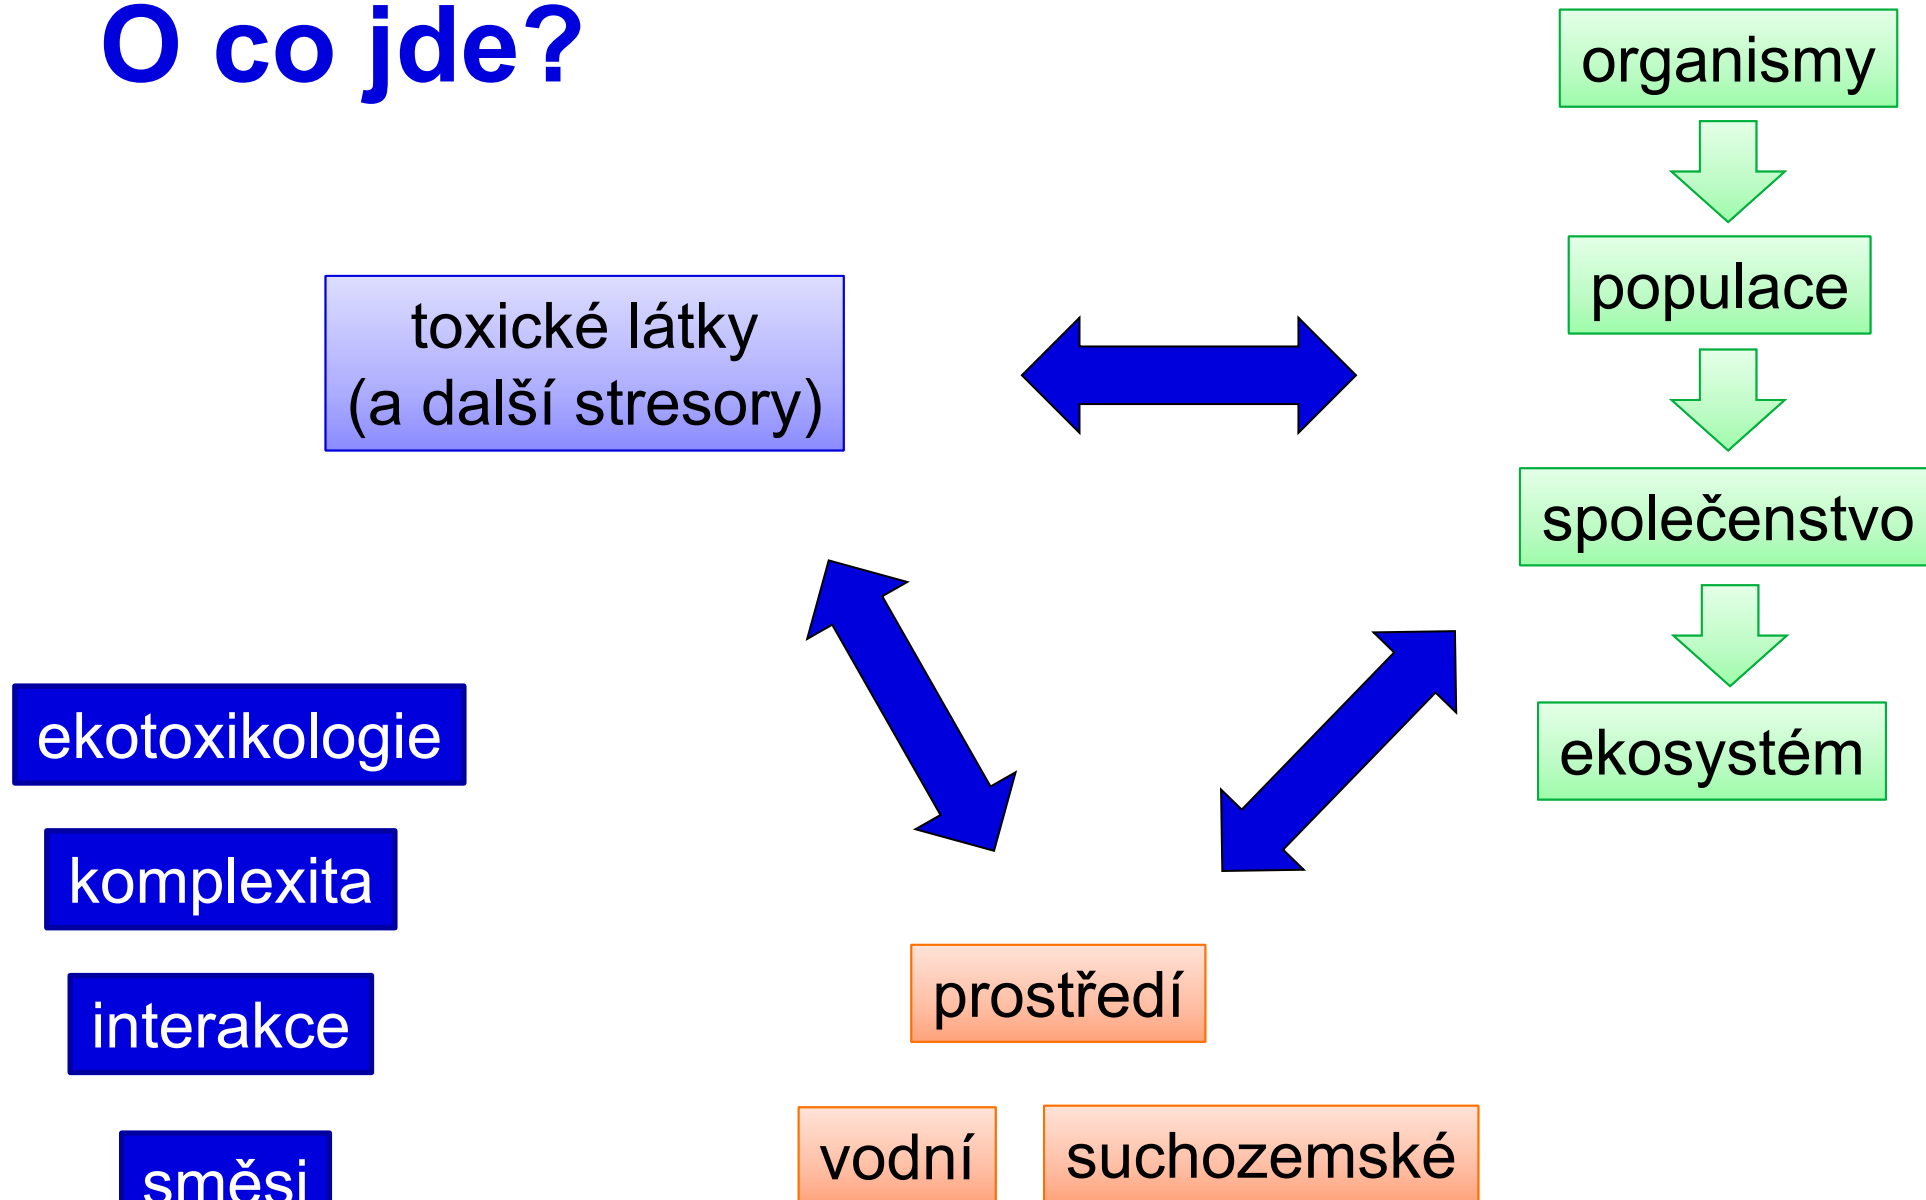 O co jde?
organismy
populace
společenstvo
ekosystém
toxické látky
(a další stresory)
ekotoxikologie
komplexita
interakce
směsi
prostředí
vodní
suchozemské